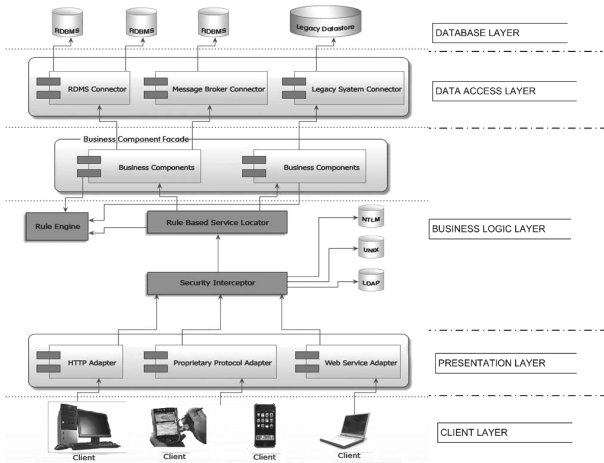 RDBMS
RDBMS
RDBMS
Legacy Datastore
DATABASE LAYER
RDMS Connector
Message Broker Connector
Legacy System Connector
DATA ACCESS LAYER
Business Component Facade
Business Components
Business Components
Rule Engine
Rule Based Service Locator
NTLM
BUSINESS LOGIC LAYER
UNIX
Security Interceptor
LDAP
HTTP Adapter
Proprietary Protocol Adapter
Web Service Adapter
PRESENTATION LAYER
Client
Client
Client
Client
CLIENT LAYER